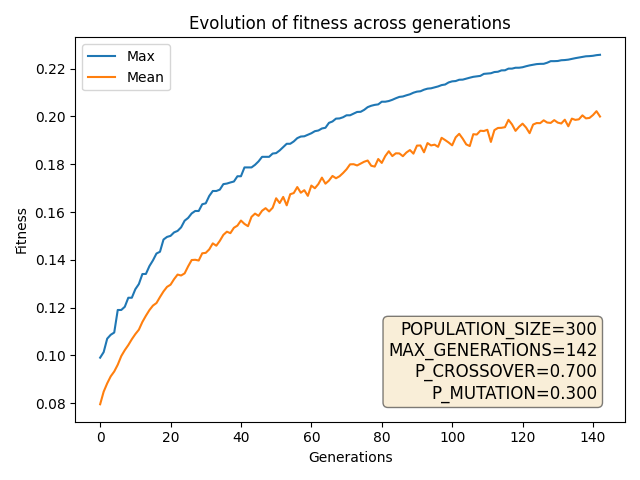 Evolution of fitness across generations
Max
Mean
Fitness
0.22
0.20
0.18
0.16
0.14
0.12
0.10
0.08
POPULATION_SIZE=300
MAX_GENERATIONS=142
P_CROSSOVER=0.700
P_MUTATION=0.300
0 20 40 60 80 100 120 140
Generations